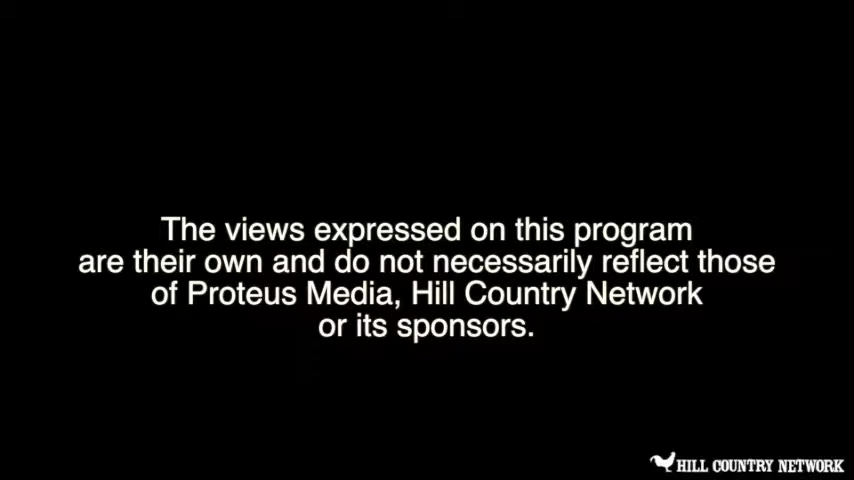 The views expressed on this program
are their own and do not necessarily reflect those
of Proteus Media, Hill Country Network
or its sponsors.
HILL COUNTRY NETWORK